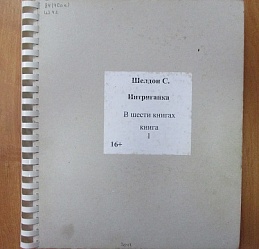 Шелдон С.
Интриганка
В шести книгах
книга
1
16+